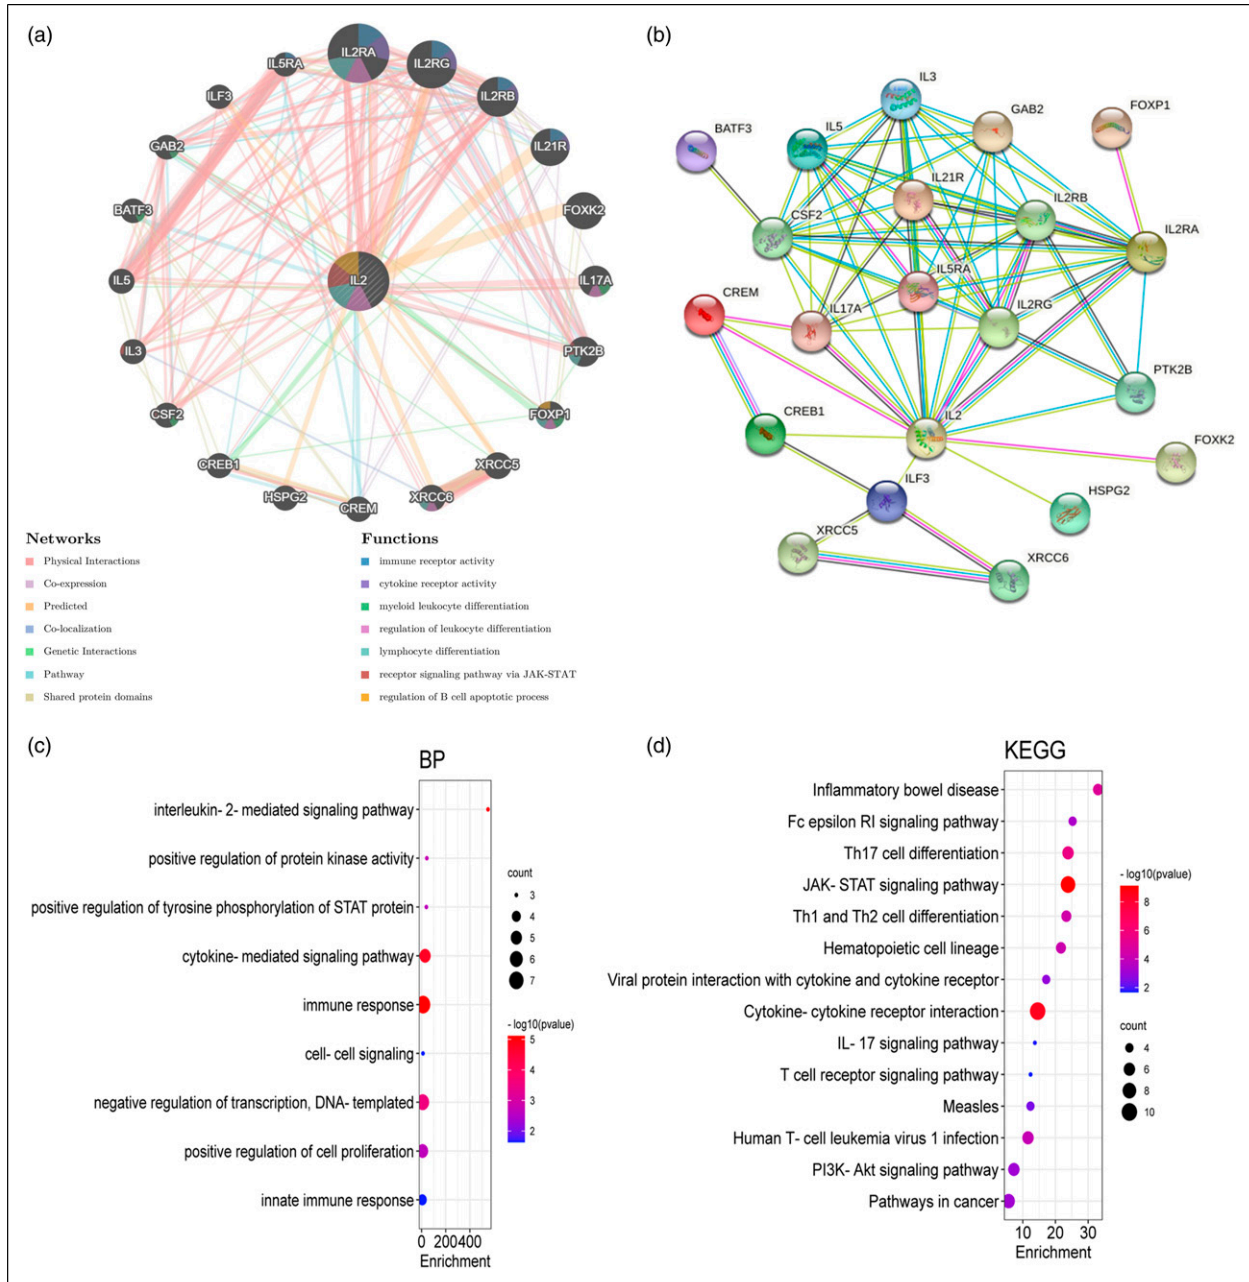 (a)
IL2RA
IL2RG
IL2RB
IL5RA
ILF3
IL21R
GAB2
FOXK2
BATF3
IL5
IL2
IL17A
IL3
PTK2B
CSF2
FOXP1
CREB1
XRCC5
HSPG2
CREM
XRCC6
Networks
Physical Interactions
Co-expression
Predicted
Co-localization
Genetic Interactions
Pathway
Shared protein domains
Functions
immune receptor activity
cytokine receptor activity
myeloid leukocyte differentiation
regulation of leukocyte differentiation
lymphocyte differentiation
receptor signaling pathway via JAK-STAT
regulation of B cell apoptotic process
(b)
IL3
GAB2
FOXP1
BATF3
IL5
IL21R
IL2RB
CSF2
IL2RA
IL5RA
CREM
IL17A
IL2RG
PTK2B
CREB1
IL2
FOXK2
ILF3
HSPG2
XRCC5
XRCC6
(c)
BP
interleukin- 2- mediated signaling pathway
positive regulation of protein kinase activity
positive regulation of tyrosine phosphorylation of STAT protein
cytokine- mediated signaling pathway
immune response
cell- cell signaling
negative regulation of transcription, DNA- templated
positive regulation of cell proliferation
innate immune response
0 200400
Enrichment
count
3
4
5
6
7
- log10(pvalue)
5
4
3
2
(d)
KEGG
Inflammatory bowel disease
Fc epsilon RI signaling pathway
Th17 cell differentiation
JAK- STAT signaling pathway
Th1 and Th2 cell differentiation
Hematopoietic cell lineage
Viral protein interaction with cytokine and cytokine receptor
Cytokine- cytokine receptor interaction
IL- 17 signaling pathway
T cell receptor signaling pathway
Measles
Human T- cell leukemia virus 1 infection
PI3K- Akt signaling pathway
Pathways in cancer
10 20 30
Enrichment
- log10(pvalue)
8
6
4
2
count
4
6
8
10